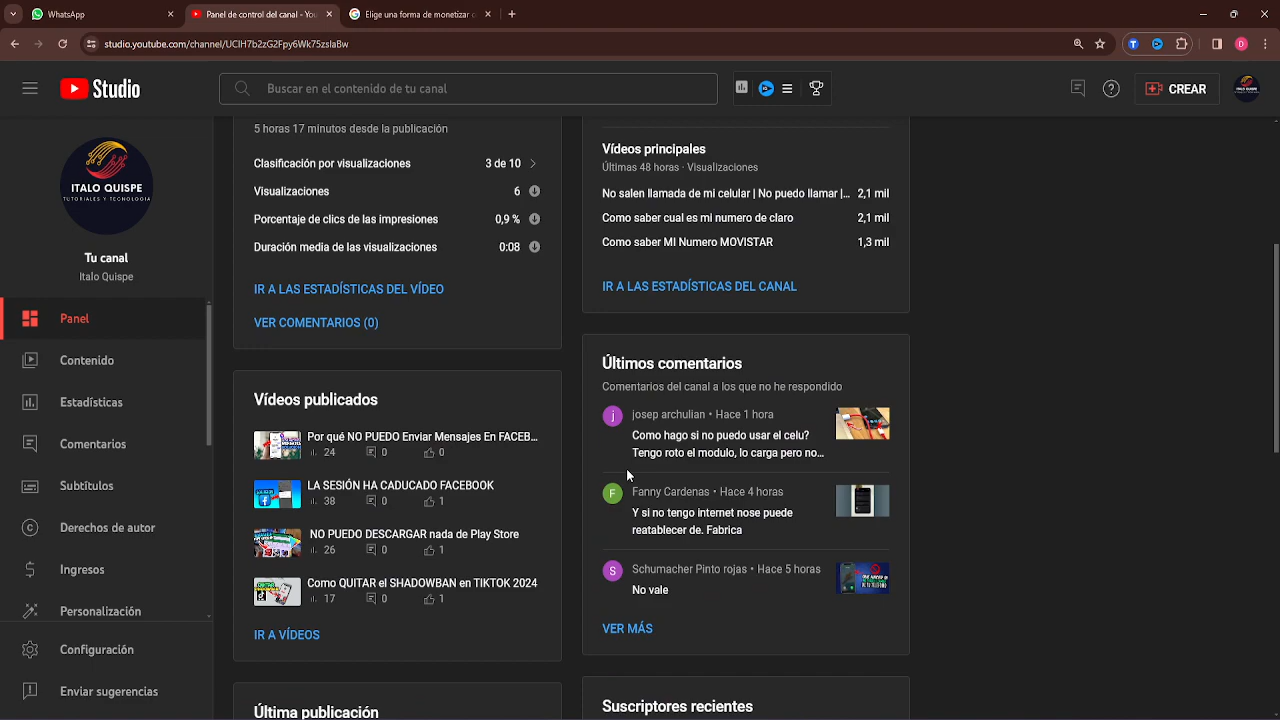 WhatsApp
Panel de control del canal - You
Elige una forma de monetizar c
studio.youtube.com/channel/UClH7b2zG2Fpy6Wk75zslaBw
Studio
Buscar en el contenido de tu canal
CREAR
ITALO QUISPE
TUTORIALES Y TECNOLOGIA
Tu canal
Italo Quispe
Panel
Contenido
Estadísticas
Comentarios
Subtítulos
Derechos de autor
Ingresos
Personalización
Configuración
Enviar sugerencias
5 horas 17 minutos desde la publicación
Clasificación por visualizaciones 3 de 10
Visualizaciones 6
Porcentaje de clics de las impresiones 0,9 %
Duración media de las visualizaciones 0:08
IR A LAS ESTADÍSTICAS DEL VÍDEO
VER COMENTARIOS (0)
Vídeos publicados
Por qué NO PUEDO Enviar Mensajes En FACEB...
24 0 0
LA SESIÓN HA CADUCADO FACEBOOK
38 0 1
NO PUEDO DESCARGAR nada de Play Store
26 0 1
Como QUITAR el SHADOWBAN en TIKTOK 2024
17 0 1
IR A VÍDEOS
Última publicación
Vídeos principales
Últimas 48 horas · Visualizaciones
No salen llamada de mi celular | No puedo llamar |... 2,1 mil
Como saber cual es mi numero de claro 2,1 mil
Como saber MI Numero MOVISTAR 1,3 mil
IR A LAS ESTADÍSTICAS DEL CANAL
Últimos comentarios
Comentarios del canal a los que no he respondido
j
josep archulian • Hace 1 hora
Como hago si no puedo usar el celu?
Tengo roto el modulo, lo carga pero no...
F
Fanny Cardenas • Hace 4 horas
Y si no tengo internet nose puede
reatablecer de. Fabrica
S
Schumacher Pinto rojas • Hace 5 horas
No vale
VER MÁS
Suscriptores recientes